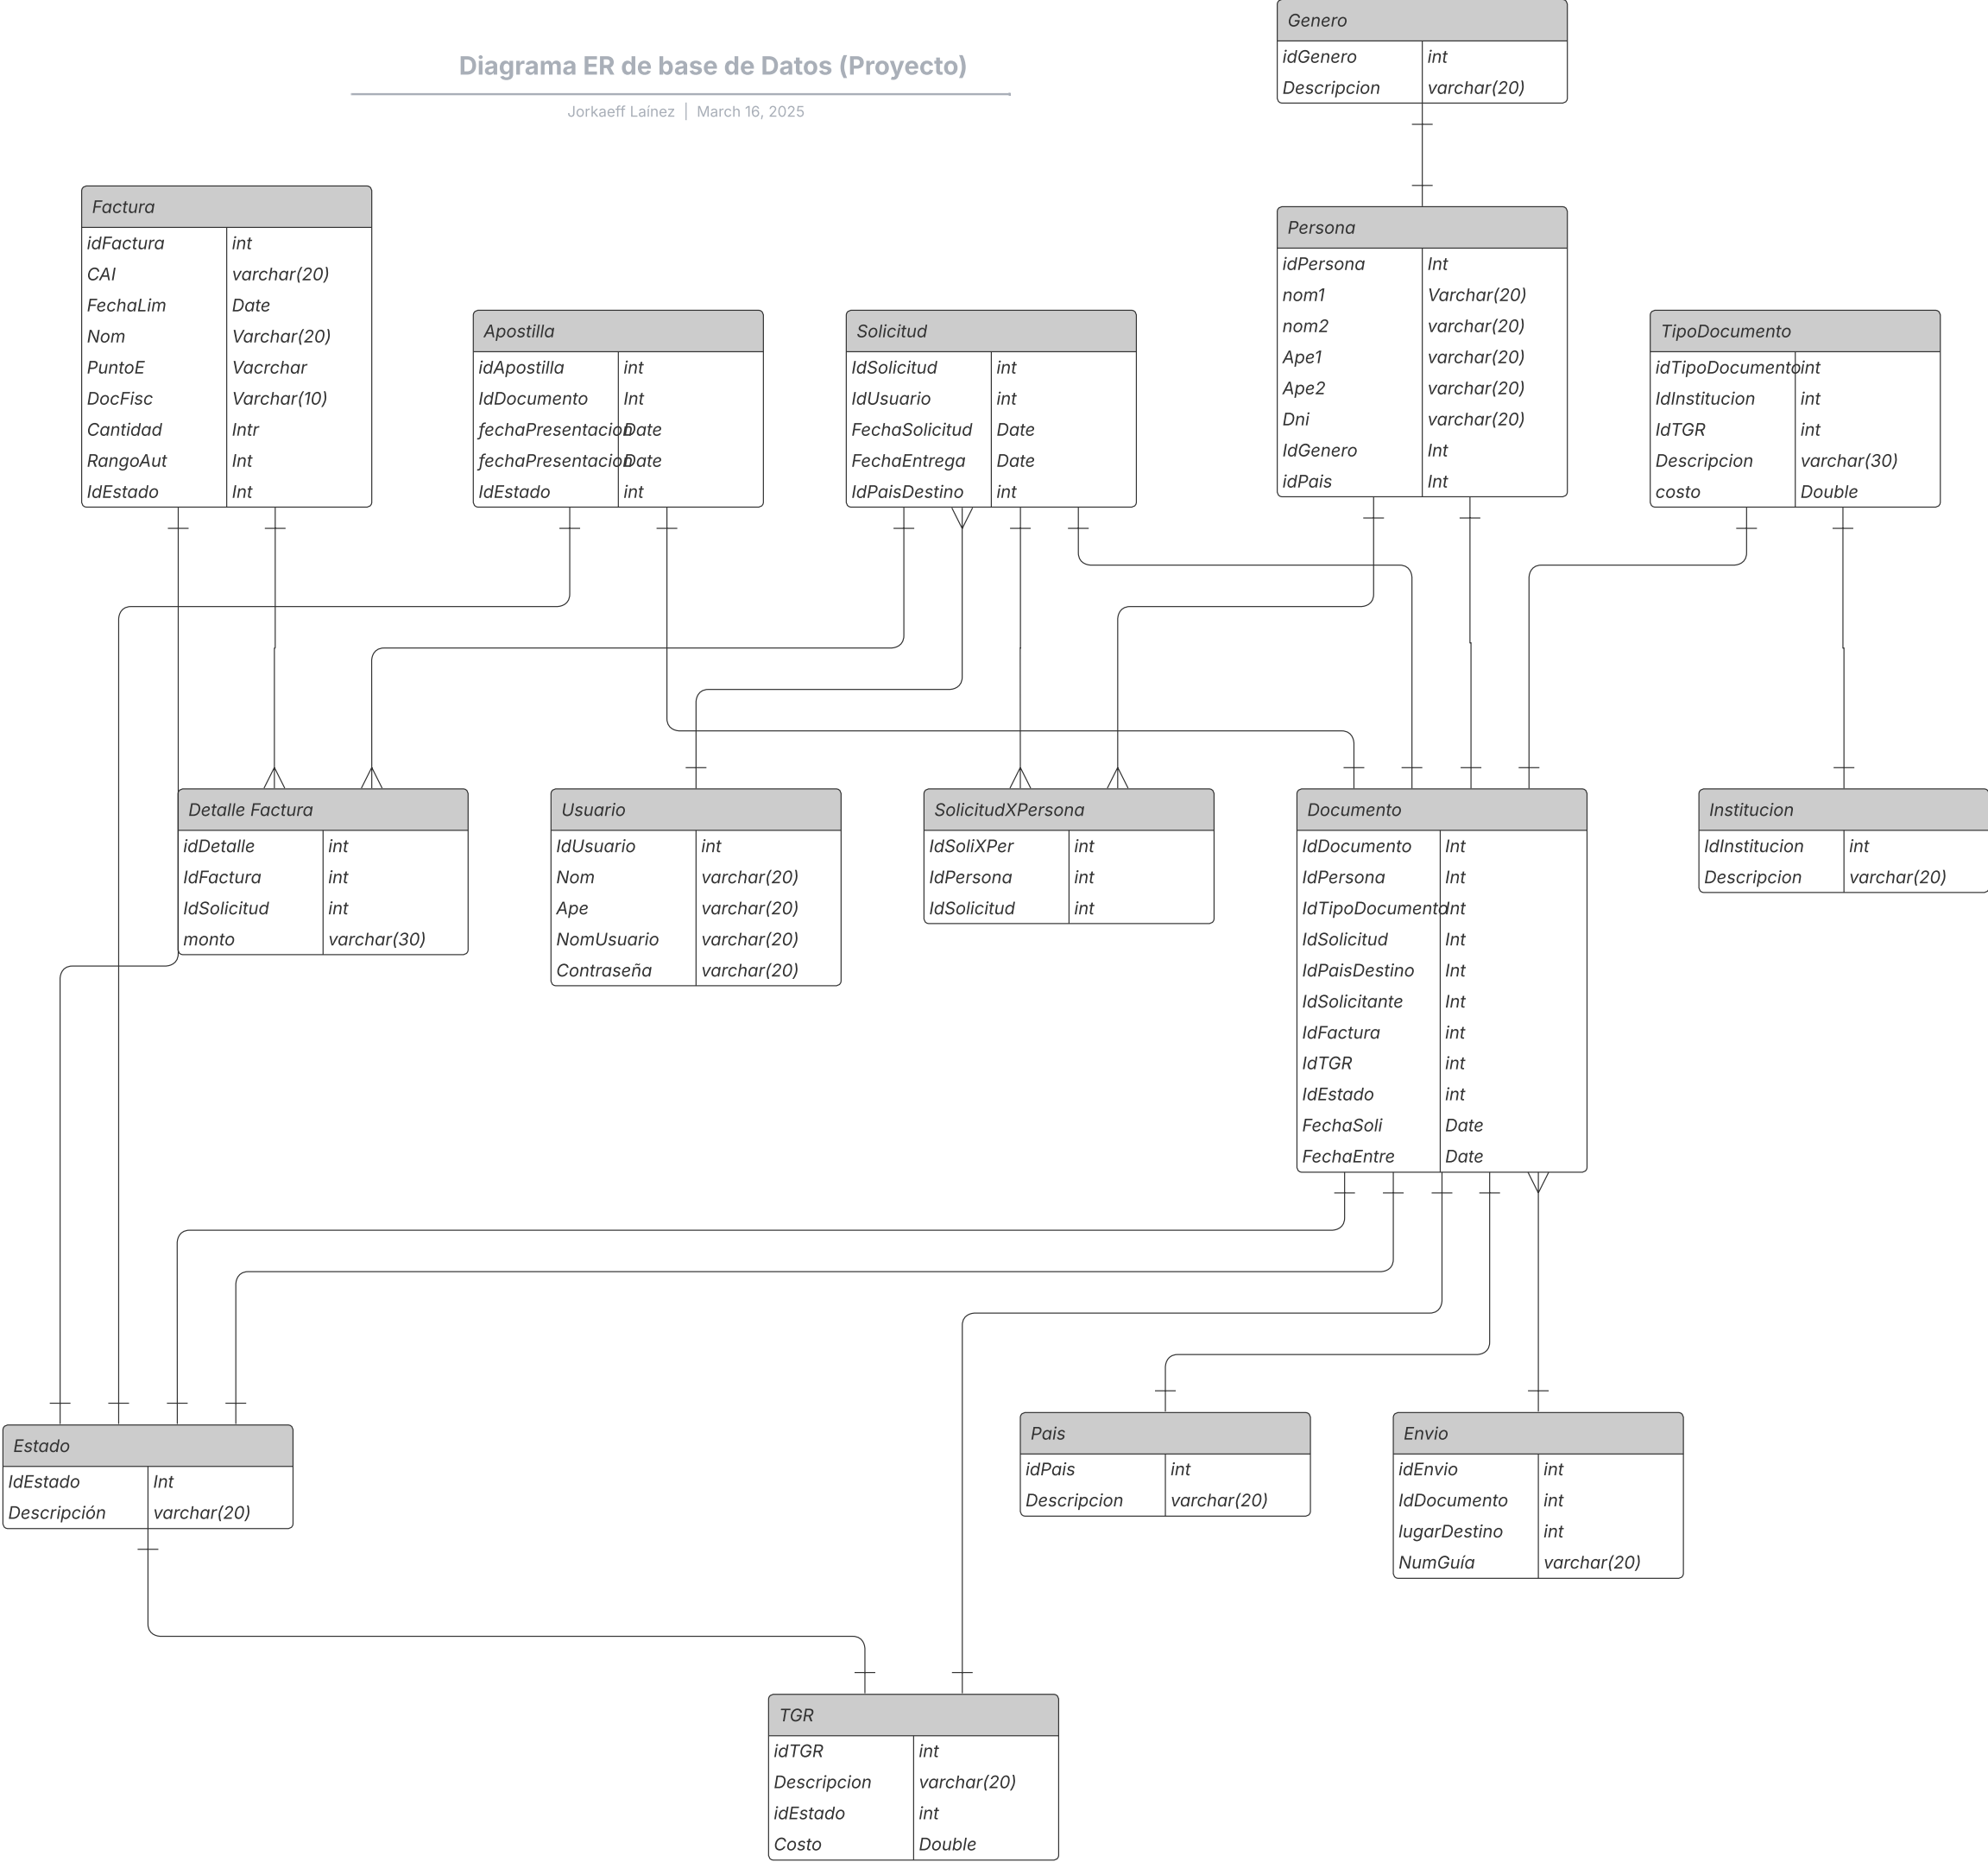 Diagrama ER de base de Datos (Proyecto)
Jorkaeff Laínez | March 16, 2025
Genero
idGenero int
Descripcion varchar(20)
Factura
idFactura int
CAI varchar(20)
FechaLim Date
Nom Varchar(20)
PuntoE Vacrchar
DocFisc Varchar(10)
Cantidad Intr
RangoAut Int
IdEstado Int
Apostilla
idApostilla int
IdDocumento Int
fechaPresentacion Date
fechaPresentacion Date
IdEstado int
Solicitud
IdSolicitud int
IdUsuario int
FechaSolicitud Date
FechaEntrega Date
IdPaisDestino int
Persona
idPersona Int
nom1 Varchar(20)
nom2 varchar(20)
Ape1 varchar(20)
Ape2 varchar(20)
Dni varchar(20)
IdGenero Int
idPais Int
TipoDocumento
idTipoDocumento int
IdInstitucion int
IdTGR int
Descripcion varchar(30)
costo Double
Detalle Factura
idDetalle int
IdFactura int
IdSolicitud int
monto varchar(30)
Usuario
IdUsuario int
Nom varchar(20)
Ape varchar(20)
NomUsuario varchar(20)
Contraseña varchar(20)
SolicitudXPersona
IdSoliXPer int
IdPersona int
IdSolicitud int
Documento
IdDocumento Int
IdPersona Int
IdTipoDocumento Int
IdSolicitud Int
IdPaisDestino Int
IdSolicitante Int
IdFactura int
IdTGR int
IdEstado int
FechaSoli Date
FechaEntre Date
Institucion
IdInstitucion int
Descripcion varchar(20)
Estado
IdEstado Int
Descripción varchar(20)
Pais
idPais int
Descripcion varchar(20)
Envio
idEnvio int
IdDocumento int
lugarDestino int
NumGuía varchar(20)
TGR
idTGR int
Descripcion varchar(20)
idEstado int
Costo Double